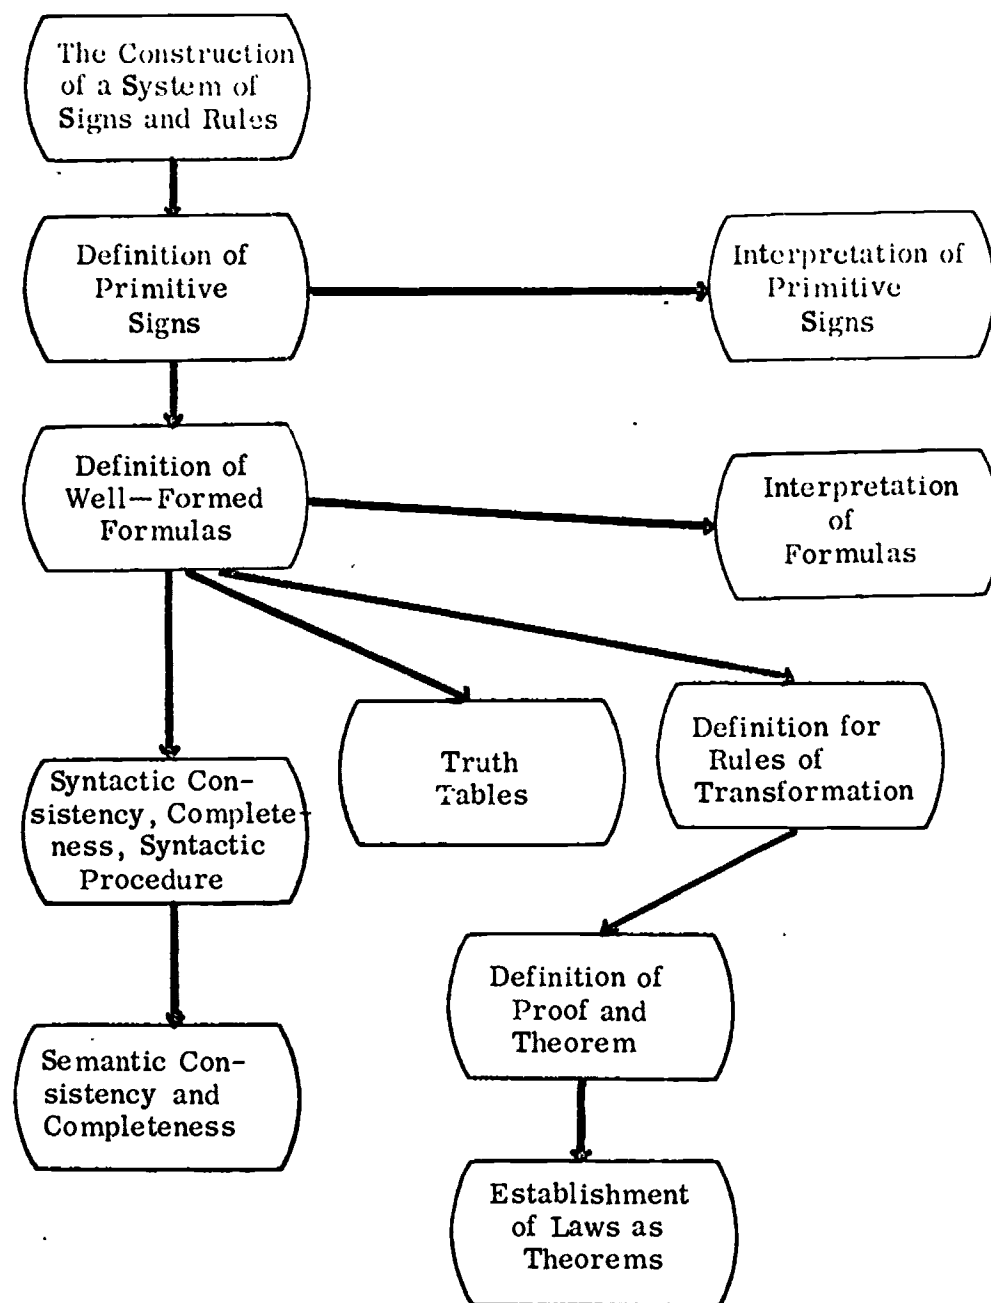 The Construction
of a System of
Signs and Rules
Definition of
Primitive
Signs
Interpretation of
Primitive
Signs
Definition of
Well—Formed
Formulas
Interpretation
of
Formulas
Syntactic Con-
sistency, Complete-
ness, Syntactic
Procedure
Truth
Tables
Definition for
Rules of
Transformation
Definition of
Proof and
Theorem
Semantic Con-
sistency and
Completeness
Establishment
of Laws as
Theorems